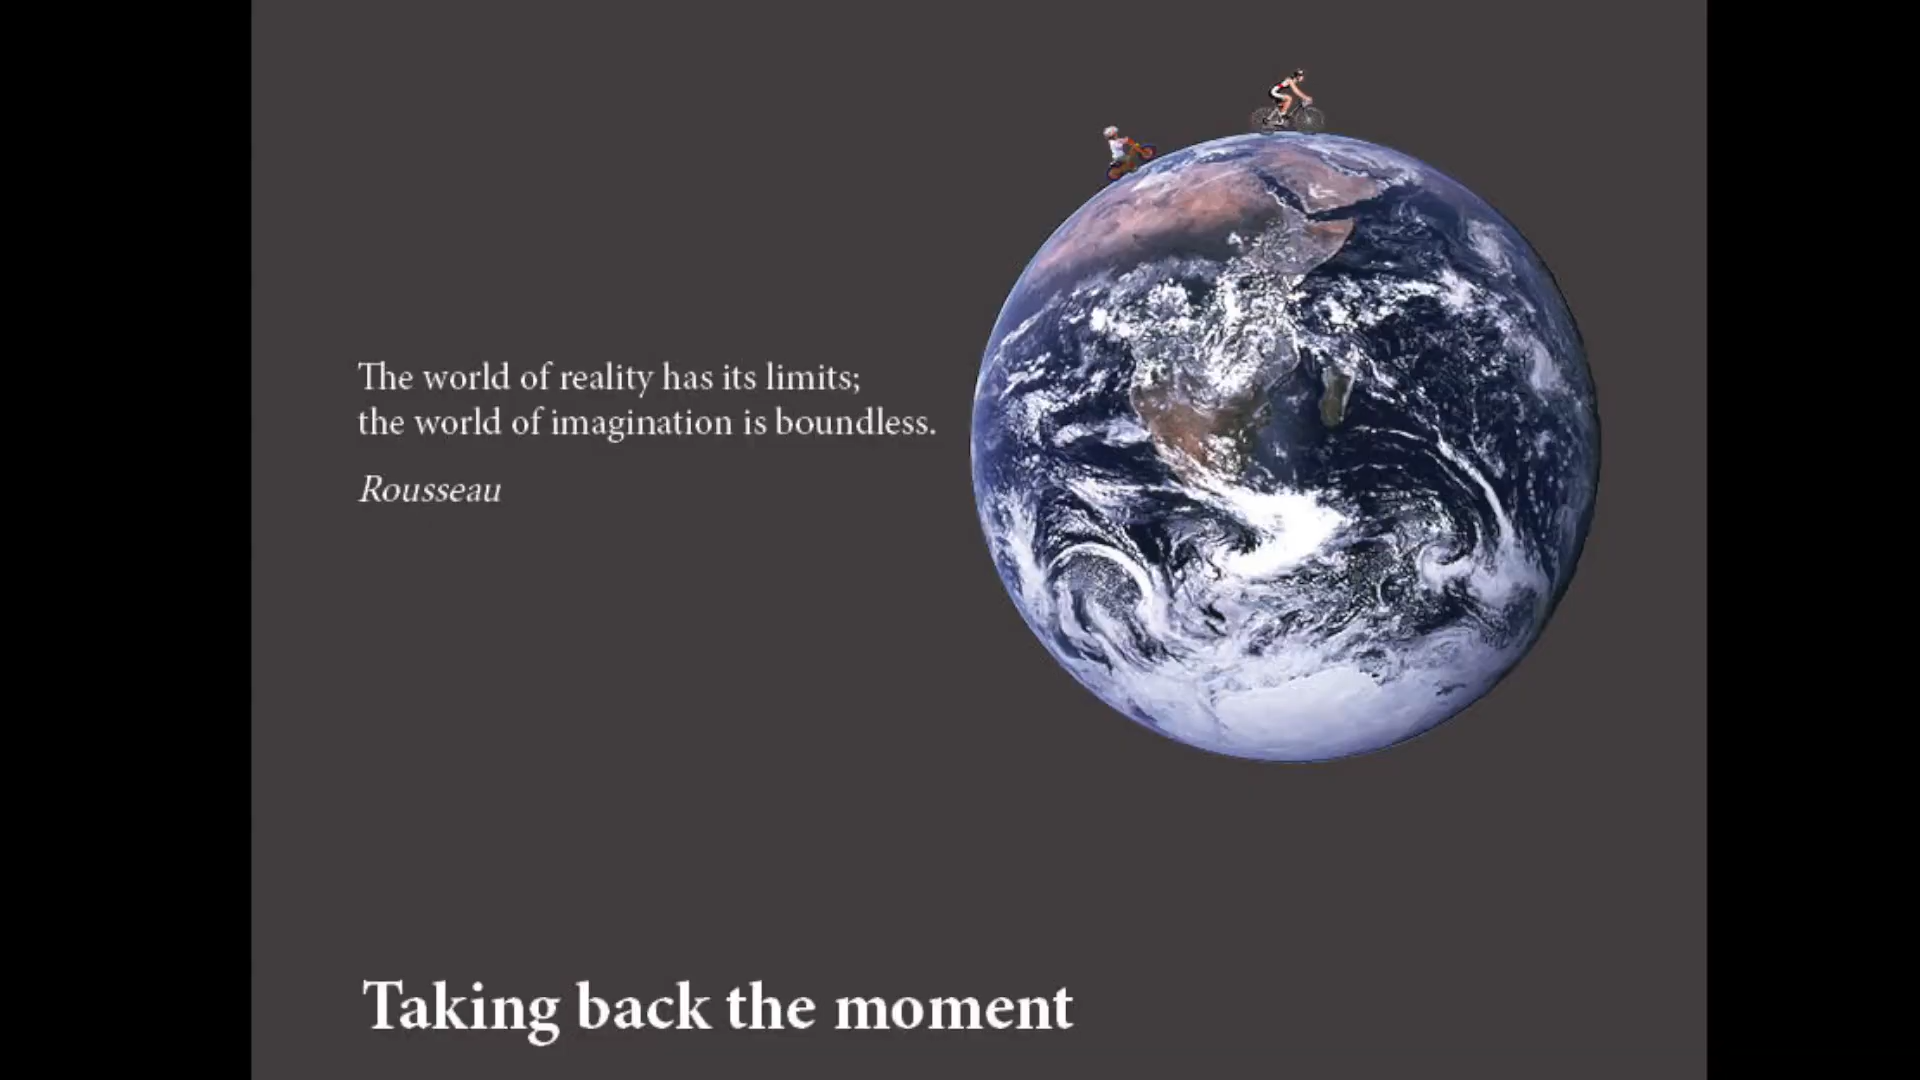 The world of reality has its limits;
the world of imagination is boundless.
Rousseau
Taking back the moment